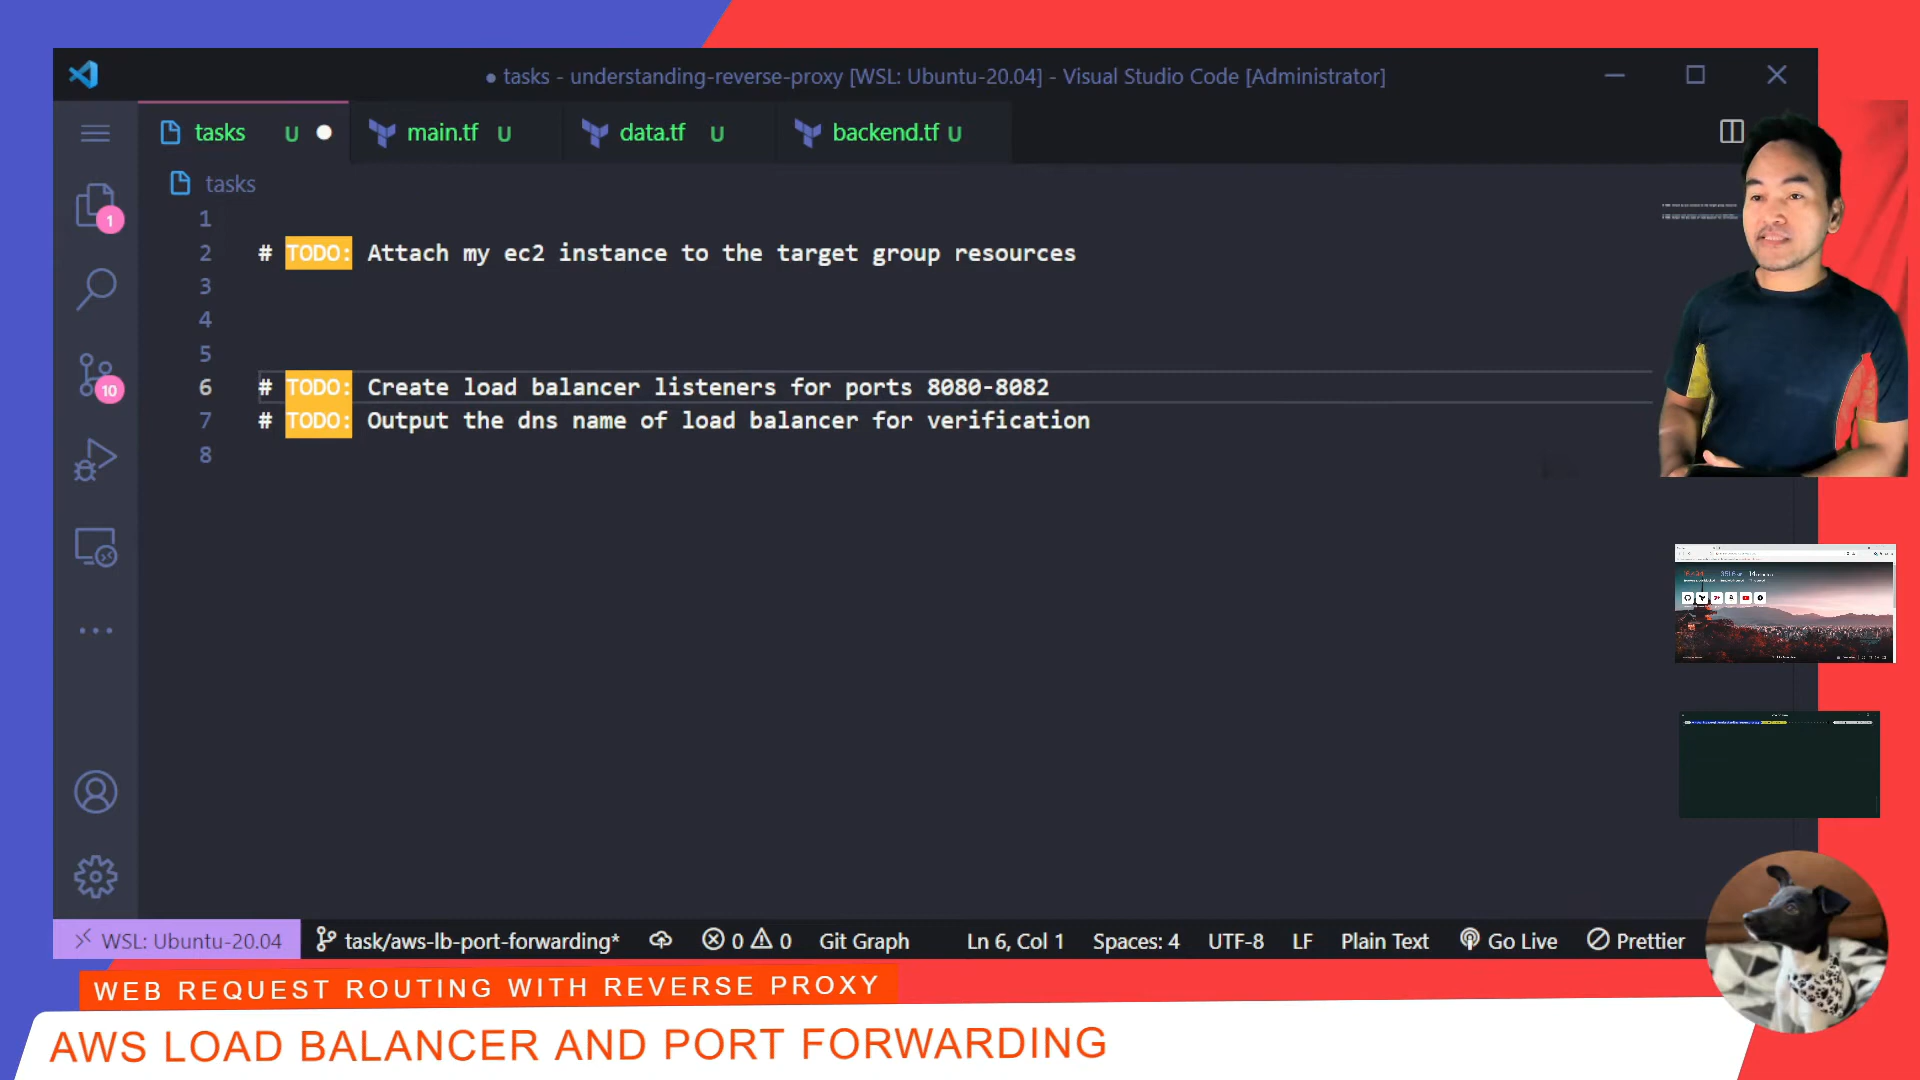 ● tasks - understanding-reverse-proxy [WSL: Ubuntu-20.04] - Visual Studio Code [Administrator]
tasks U
main.tf U
data.tf U
backend.tf U
tasks
1
2 # TODO: Attach my ec2 instance to the target group resources
3
4
5
6 # TODO: Create load balancer listeners for ports 8080-8082
7 # TODO: Output the dns name of load balancer for verification
8
1
10
WSL: Ubuntu-20.04 task/aws-lb-port-forwarding* 0 0 Git Graph Ln 6, Col 1 Spaces: 4 UTF-8 LF Plain Text Go Live Prettier
WEB REQUEST ROUTING WITH REVERSE PROXY
AWS LOAD BALANCER AND PORT FORWARDING